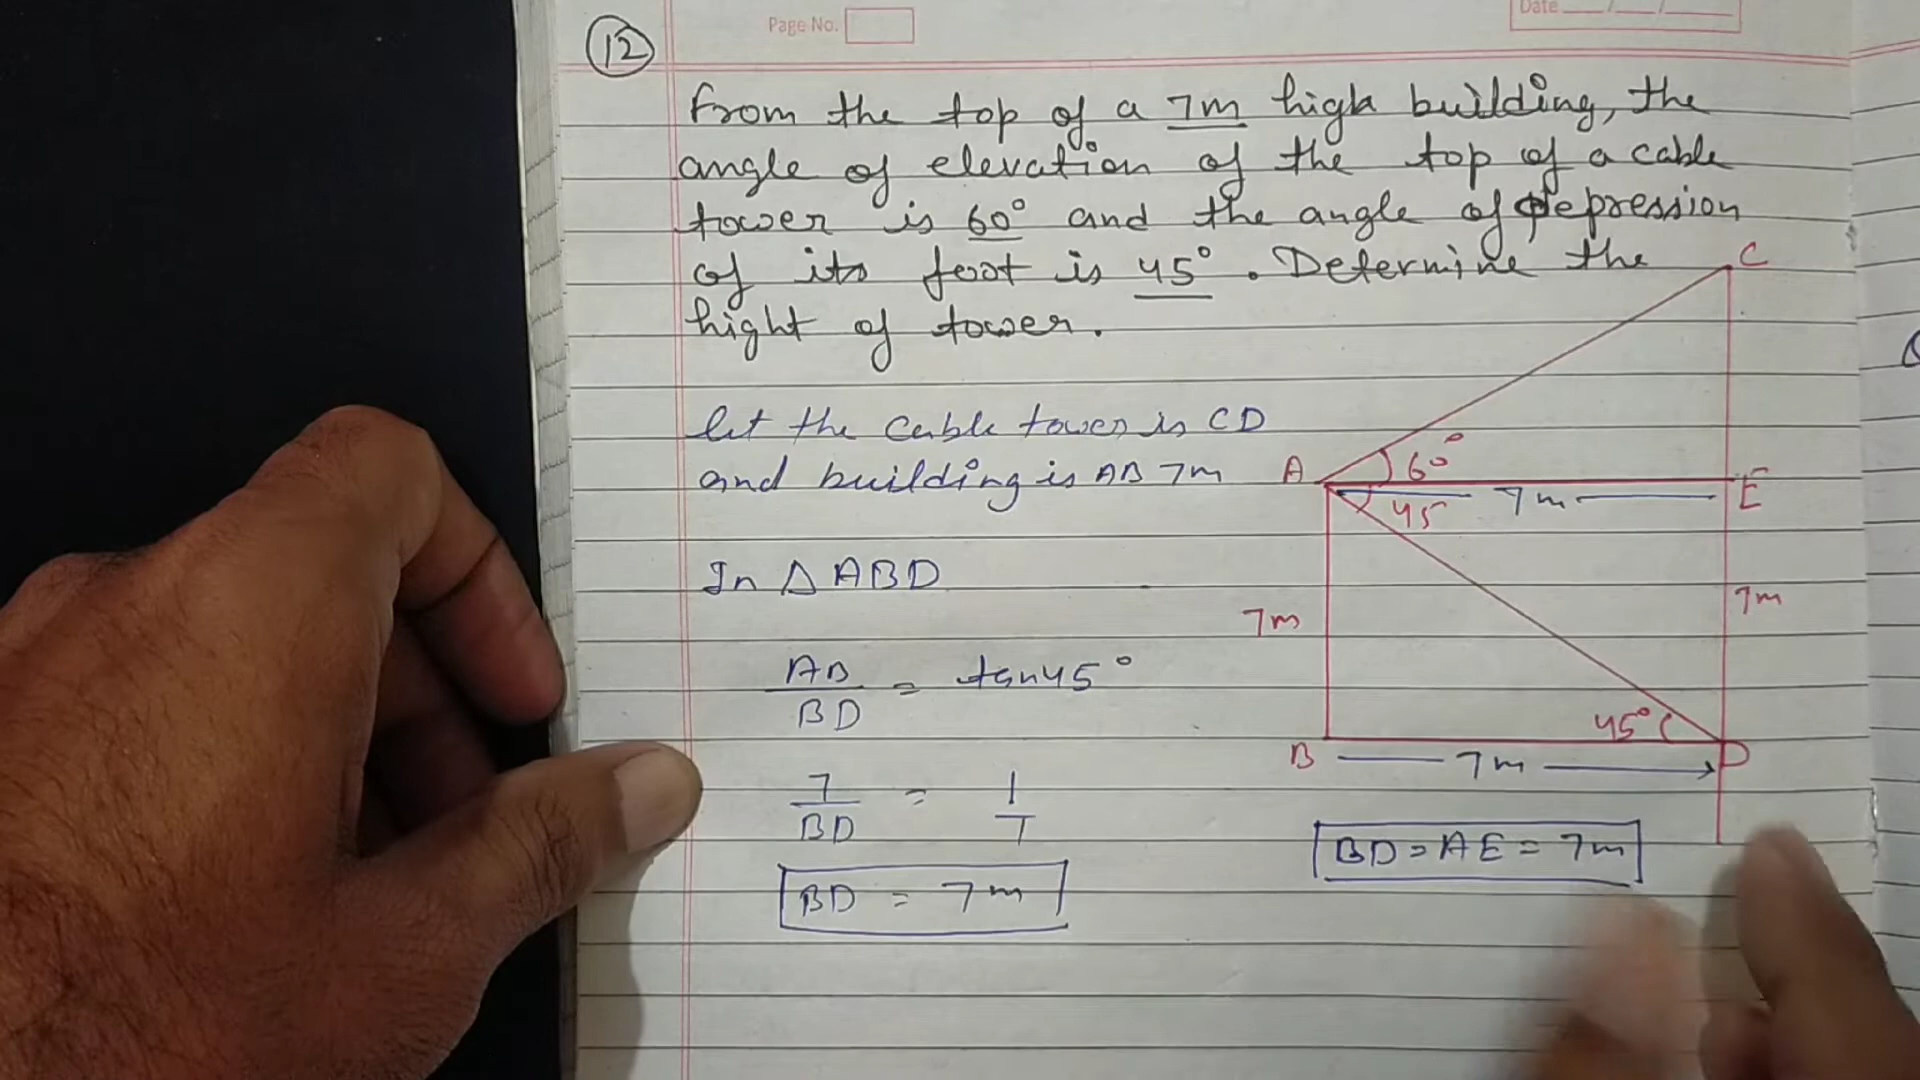 Page No.
Date
12
From the top of a 7m high building, the
angle of elevation of the top of a cable
tower is 60° and the angle of depression
of its foot is 45°. Determine the
hight of tower.
let the cable tower is CD
and building is AB 7m
In △ ABD
AB/BD = tan45°
7/BD = 1/1
BD = 7m
C
A
60°
E
45
7m
7m
7m
45°
B
7m
D
BD = AE = 7m